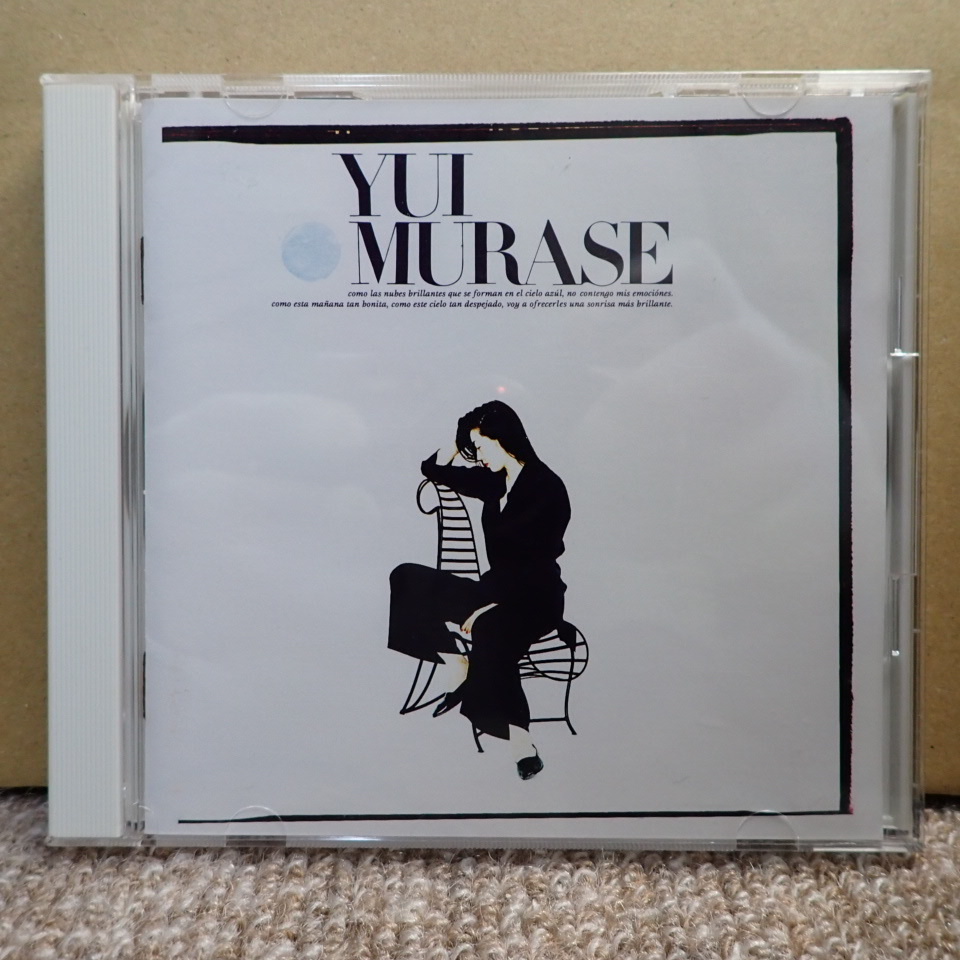 YUI
MURASE
como las nubes brillantes que se forman en el cielo azúl, no contengo mis emociónes.
como esta mañana tan bonita, como este cielo tan despejado, voy a ofrecerles una sonrisa más brillante.